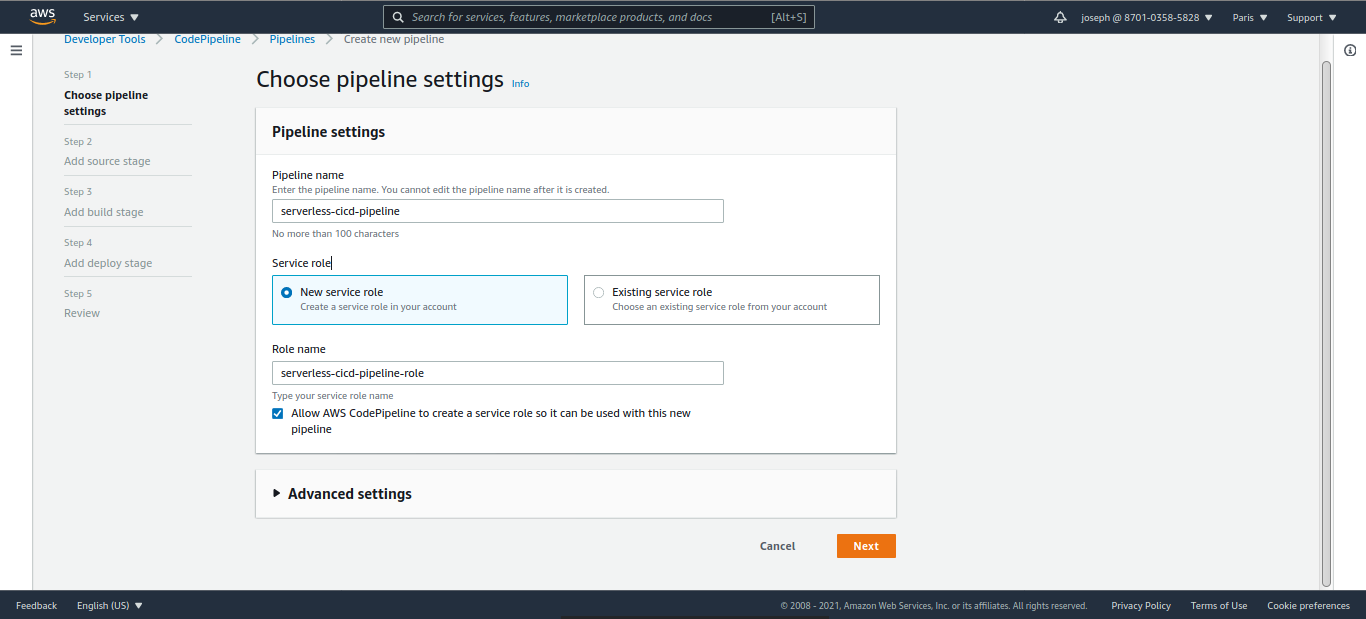 aws Services Search for services, features, marketplace products, and docs [Alt+S] joseph @ 8701-0358-5828 Paris Support
Developer Tools CodePipeline Pipelines Create new pipeline
Step 1
Choose pipeline
settings
Step 2
Add source stage
Step 3
Add build stage
Step 4
Add deploy stage
Step 5
Review
Choose pipeline settings Info
Pipeline settings
Pipeline name
Enter the pipeline name. You cannot edit the pipeline name after it is created.
serverless-cicd-pipeline
No more than 100 characters
Service role
New service role
Create a service role in your account
Existing service role
Choose an existing service role from your account
Role name
serverless-cicd-pipeline-role
Type your service role name
Allow AWS CodePipeline to create a service role so it can be used with this new
pipeline
Advanced settings
Cancel Next
Feedback English (US) © 2008 - 2021, Amazon Web Services, Inc. or its affiliates. All rights reserved. Privacy Policy Terms of Use Cookie preferences